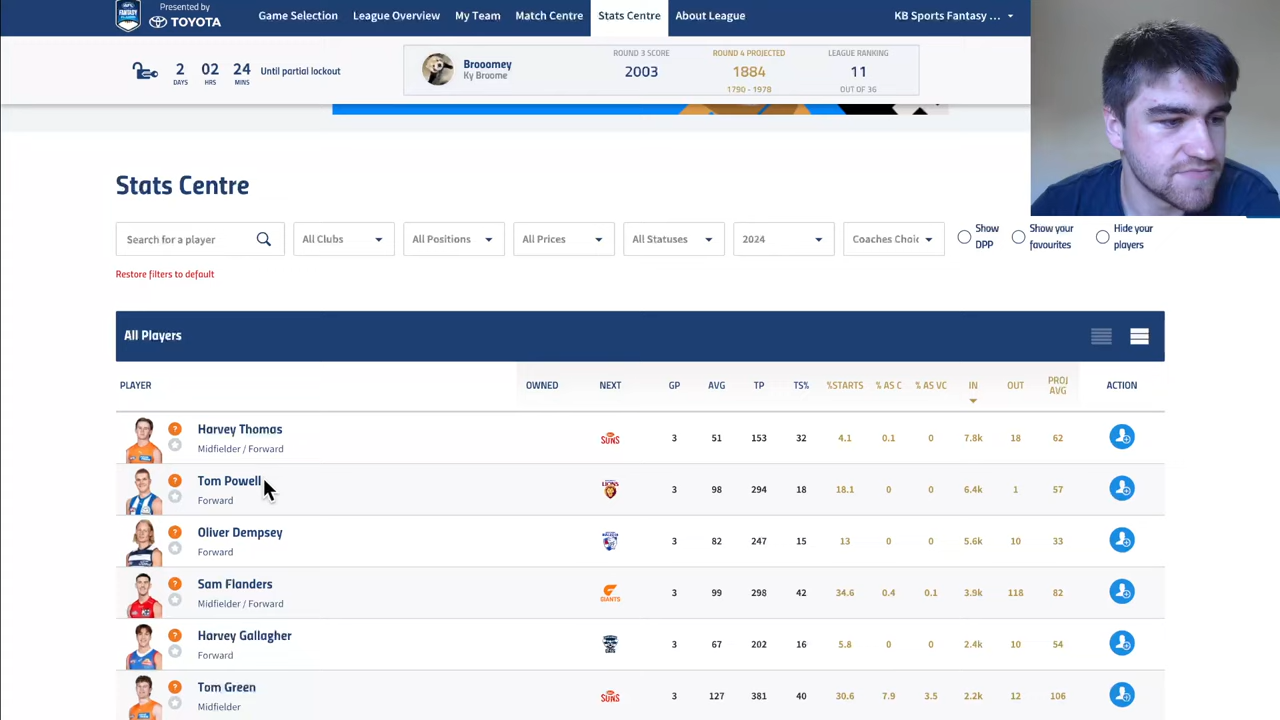 Presented by
TOYOTA
Game Selection League Overview My Team Match Centre Stats Centre About League KB Sports Fantasy ...
2 02 24 Until partial lockout
DAYS HRS MINS
Brooomey
Ky Broome
ROUND 3 SCORE
2003
ROUND 4 PROJECTED
1884
1790 - 1978
LEAGUE RANKING
11
OUT OF 36
Stats Centre
Search for a player All Clubs All Positions All Prices All Statuses 2024 Coaches Choic
Show DPP
Show your favourites
Hide your players
Restore filters to default
All Players
PLAYER OWNED NEXT GP AVG TP TS% %STARTS % AS C % AS VC IN OUT PROJ AVG ACTION
Harvey Thomas SUNS 3 51 153 32 4.1 0.1 0 7.8k 18 62
Midfielder / Forward
Tom Powell LIONS 3 98 294 18 18.1 0 0 6.4k 1 57
Forward
Oliver Dempsey 3 82 247 15 13 0 0 5.6k 10 33
Forward
Sam Flanders GIANTS 3 99 298 42 34.6 0.4 0.1 3.9k 118 82
Midfielder / Forward
Harvey Gallagher 3 67 202 16 5.8 0 0 2.4k 10 54
Forward
Tom Green SUNS 3 127 381 40 30.6 7.9 3.5 2.2k 12 106
Midfielder